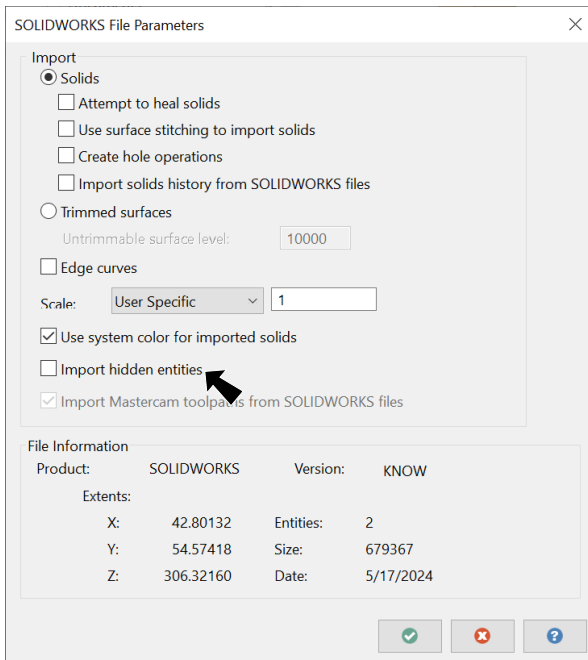 SOLIDWORKS File Parameters
Import
Solids
Attempt to heal solids
Use surface stitching to import solids
Create hole operations
Import solids history from SOLIDWORKS files
Trimmed surfaces
Untrimmable surface level: 10000
Edge curves
Scale: User Specific 1
Use system color for imported solids
Import hidden entities
Import Mastercam toolpaths from SOLIDWORKS files
File Information
Product: SOLIDWORKS Version: KNOW
Extents:
X: 42.80132 Entities: 2
Y: 54.57418 Size: 679367
Z: 306.32160 Date: 5/17/2024